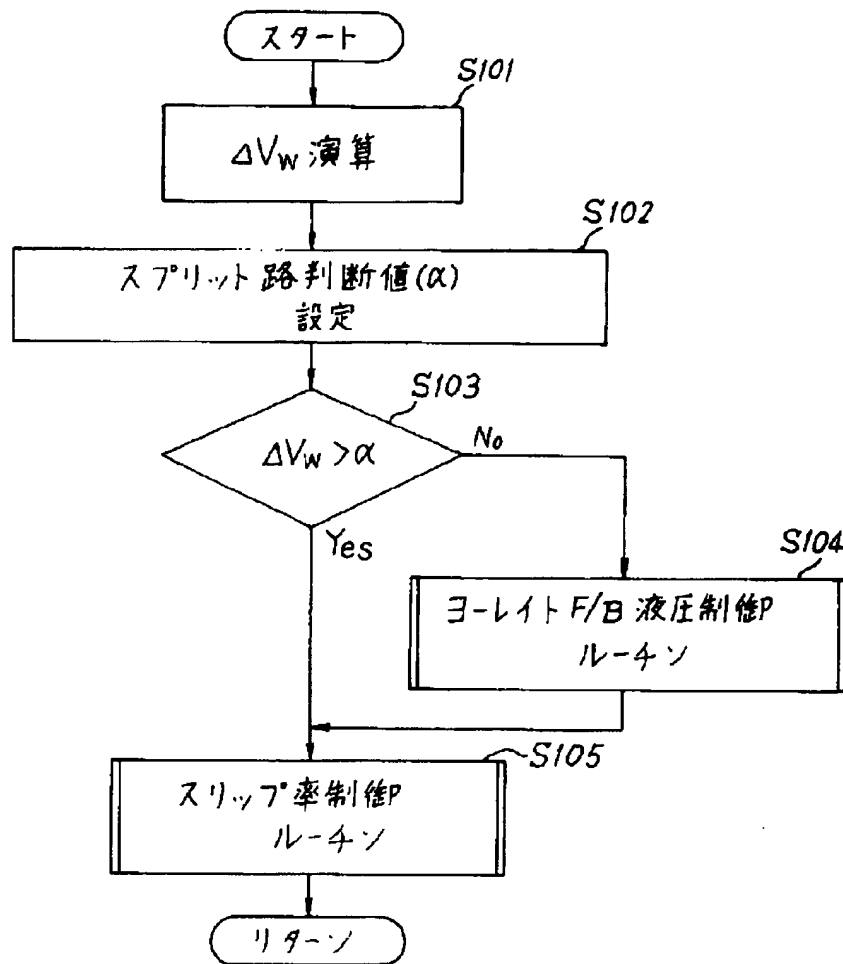 スタート
S101
ΔVw 演算
S102
スプリット路判断値(α)
設定
S103
ΔVw>α
No
Yes
S104
ヨーレイトF/B液圧制御
ルーチン
S105
スリップ率制御
ルーチン
リターン